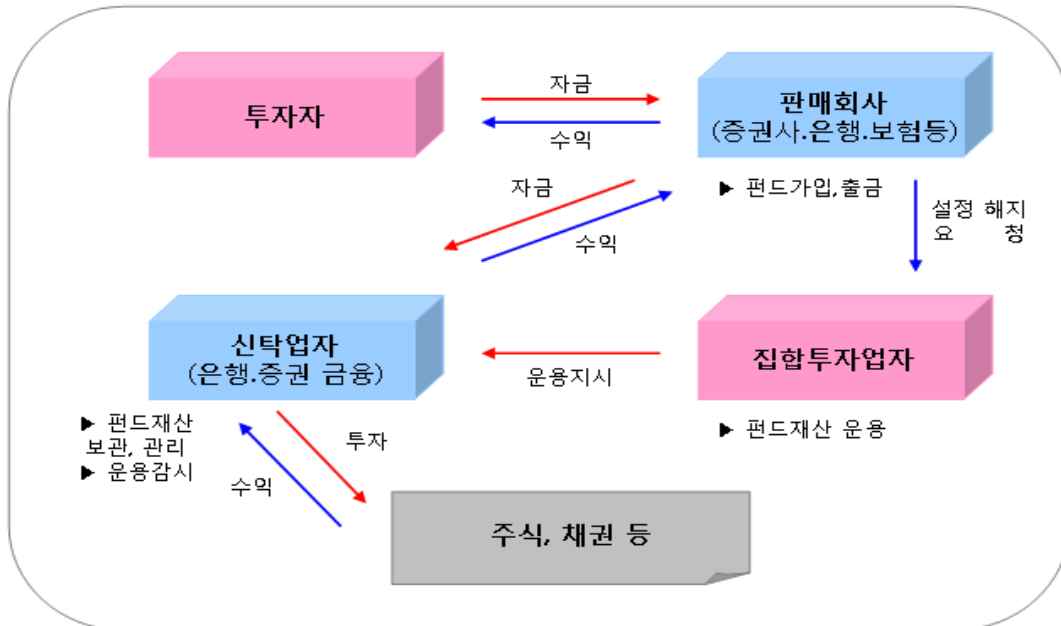 투자자
자금
수익
판매회사
(증권사.은행.보험등)
▶ 펀드가입,출금
자금
수익
설정 해지
요 청
신탁업자
(은행.증권 금융)
운용지시
집합투자업자
▶ 펀드재산
보관, 관리
▶ 운용감시
투자
수익
▶ 펀드재산 운용
주식, 채권 등